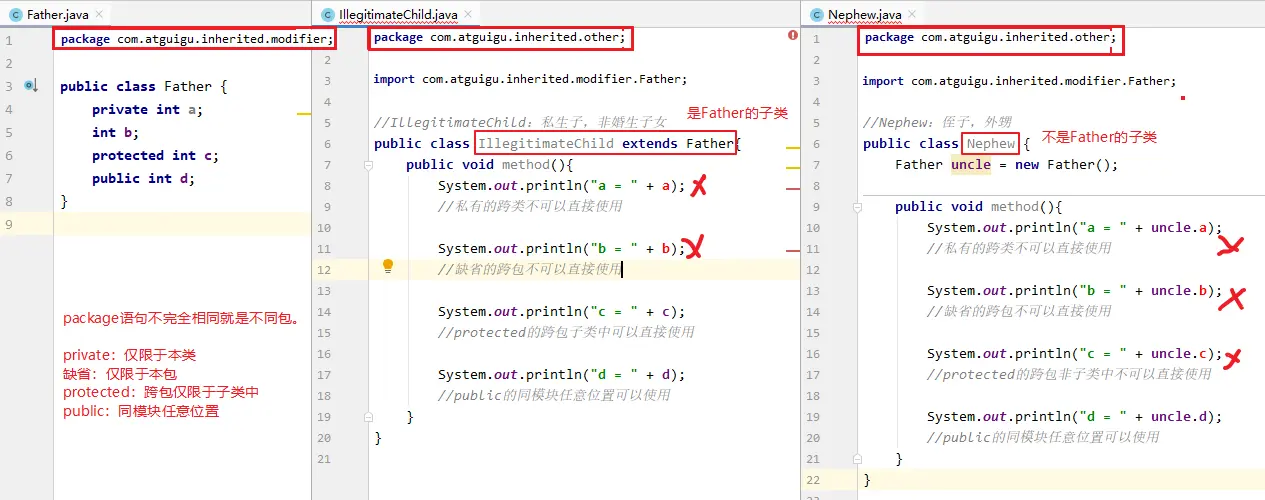 Father.java
1 package com.atguigu.inherited.modifier;
2
3 public class Father {
4 private int a;
5 int b;
6 protected int c;
7 public int d;
8 }
9
package语句不完全相同就是不同包。
private：仅限于本类
缺省：仅限于本包
protected：跨包仅限于子类中
public：同模块任意位置
IllegitimateChild.java
1 package com.atguigu.inherited.other;
2
3 import com.atguigu.inherited.modifier.Father;
4
是Father的子类
5 //IllegitimateChild：私生子，非婚生子女
6 public class IllegitimateChild extends Father{
7 public void method(){
8 System.out.println("a = " + a);
9 //私有的跨类不可以直接使用
10
11 System.out.println("b = " + b);
12 //缺省的跨包不可以直接使用
13
14 System.out.println("c = " + c);
15 //protected的跨包子类中可以直接使用
16
17 System.out.println("d = " + d);
18 //public的同模块任意位置可以使用
19 }
20 }
21
Nephew.java
1 package com.atguigu.inherited.other;
2
3 import com.atguigu.inherited.modifier.Father;
4
5 //Nephew：侄子，外甥
6 public class Nephew {
不是Father的子类
7 Father uncle = new Father();
8
9 public void method(){
10 System.out.println("a = " + uncle.a);
11 //私有的跨类不可以直接使用
12
13 System.out.println("b = " + uncle.b);
14 //缺省的跨包不可以直接使用
15
16 System.out.println("c = " + uncle.c);
17 //protected的跨包非子类中不可以直接使用
18
19 System.out.println("d = " + uncle.d);
20 //public的同模块任意位置可以使用
21 }
22 }